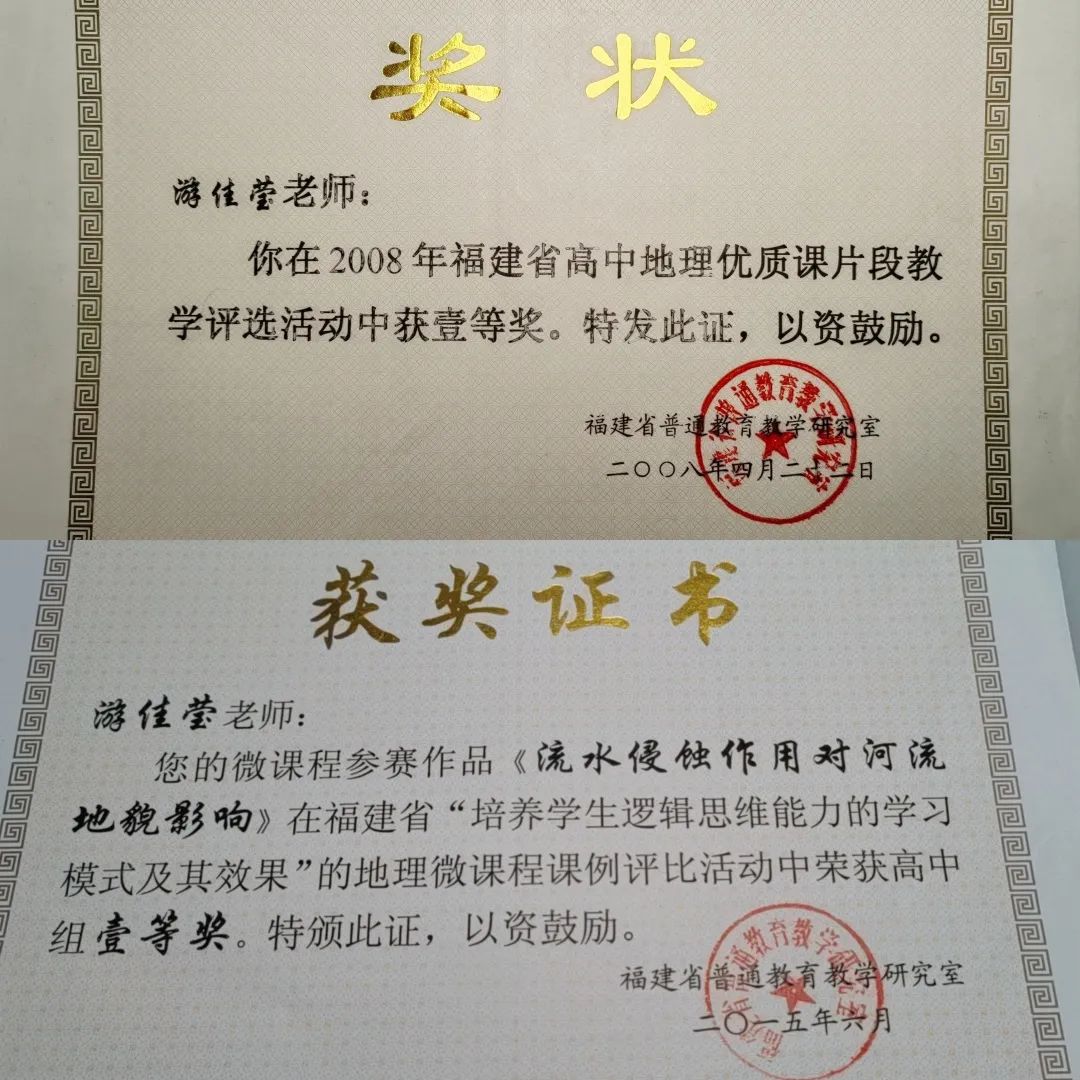 奖状
游佳莹老师：
你在2008年福建省高中地理优质课片段教
学评选活动中获壹等奖。特发此证，以资鼓励。
福建省普通教育教学研究室
二〇〇八年四月二十二日
获奖证书
游佳莹老师：
您的微课程参赛作品《流水侵蚀作用对河流
地貌影响》在福建省“培养学生逻辑思维能力的学习
模式及其效果”的地理微课程课例评比活动中荣获高中
组壹等奖。特颁此证，以资鼓励。
福建省普通教育教学研究室
二〇一五年六月